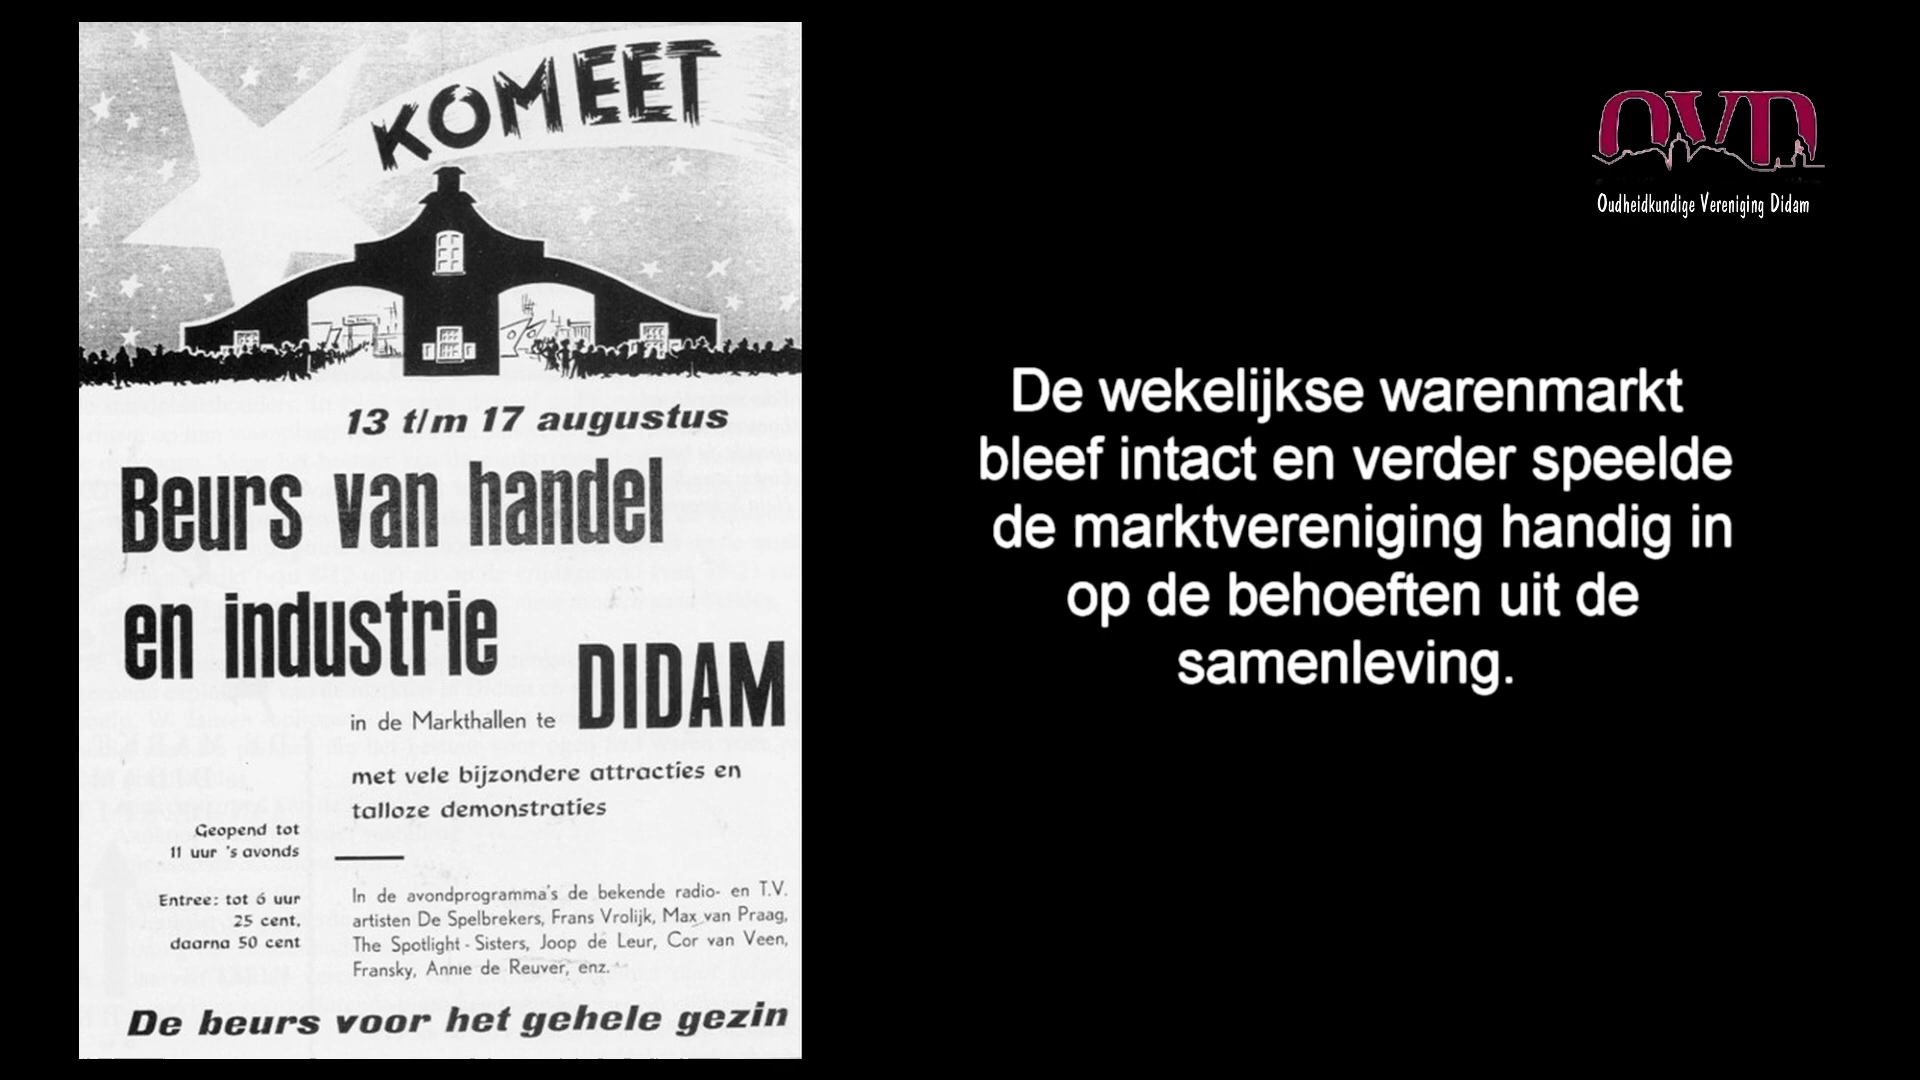 KOMEET
13 t/m 17 augustus
Beurs van handel
en industrie
DIDAM
in de Markthallen te
met vele bijzondere attracties en
talloze demonstraties
Geopend tot
11 uur 's avonds
Entree: tot 6 uur
25 cent,
daarna 50 cent
In de avondprogramma's de bekende radio- en T.V.
artisten De Spelbrekers, Frans Vrolijk, Max van Praag,
The Spotlight - Sisters, Joop de Leur, Cor van Veen,
Fransky, Annie de Reuver, enz.
De beurs voor het gehele gezin
OVD
Oudheidkundige Vereniging Didam
De wekelijkse warenmarkt
bleef intact en verder speelde
de marktvereniging handig in
op de behoeften uit de
samenleving.